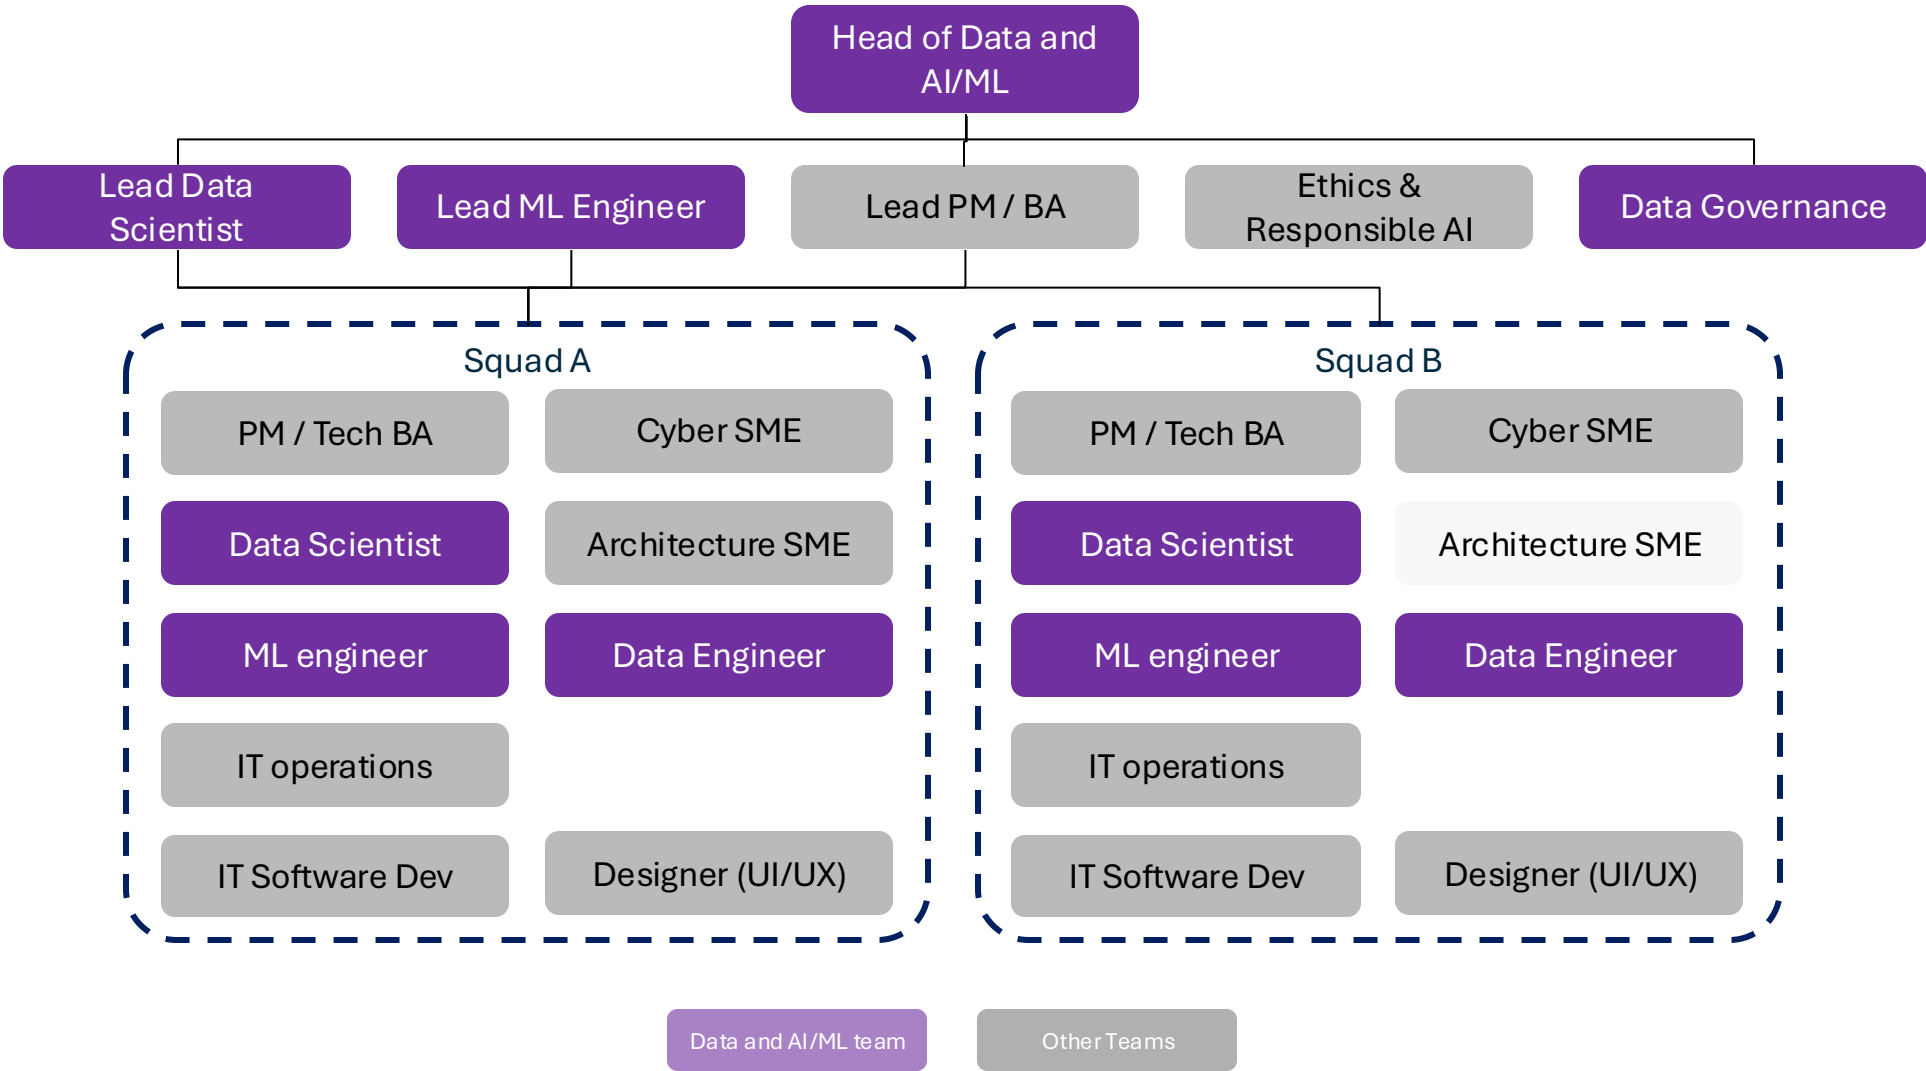 Head of Data and
AI/ML
Lead Data
Scientist
Lead ML Engineer
Lead PM / BA
Ethics &
Responsible AI
Data Governance
Squad A
PM / Tech BA
Cyber SME
Data Scientist
Architecture SME
ML engineer
Data Engineer
IT operations
IT Software Dev
Designer (UI/UX)
Squad B
PM / Tech BA
Cyber SME
Data Scientist
Architecture SME
ML engineer
Data Engineer
IT operations
IT Software Dev
Designer (UI/UX)
Data and AI/ML team
Other Teams